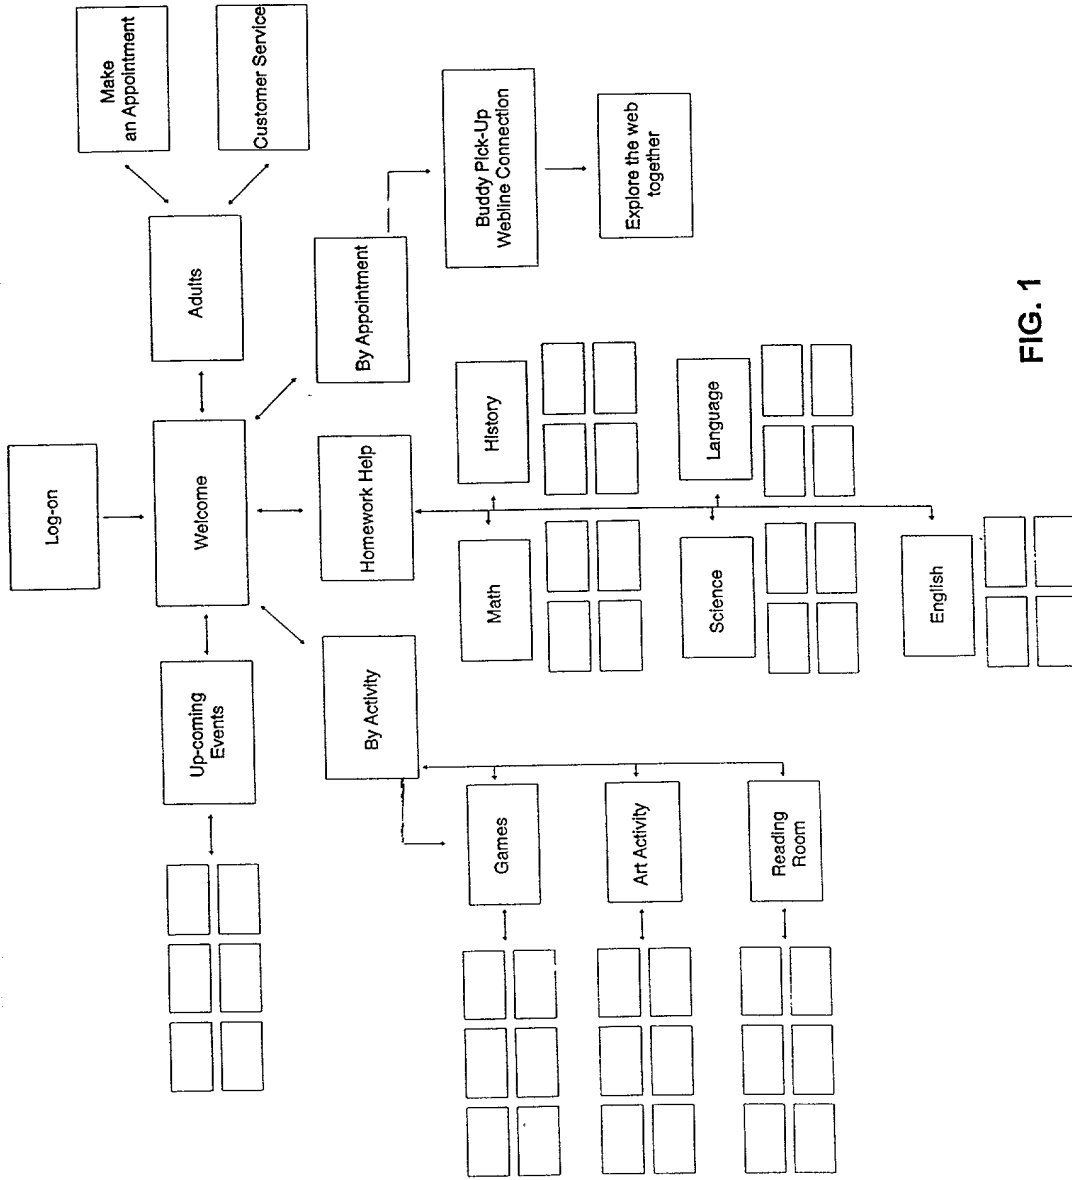 Log-on
Up-coming
Events
Welcome
Adults
Make
an Appointment
Customer Service
By Activity
Homework Help
By Appointment
Games
Math
History
Buddy Pick-Up
Webline Connection
Art Activity
Science
Language
Explore the web
together
Reading
Room
English
FIG. 1